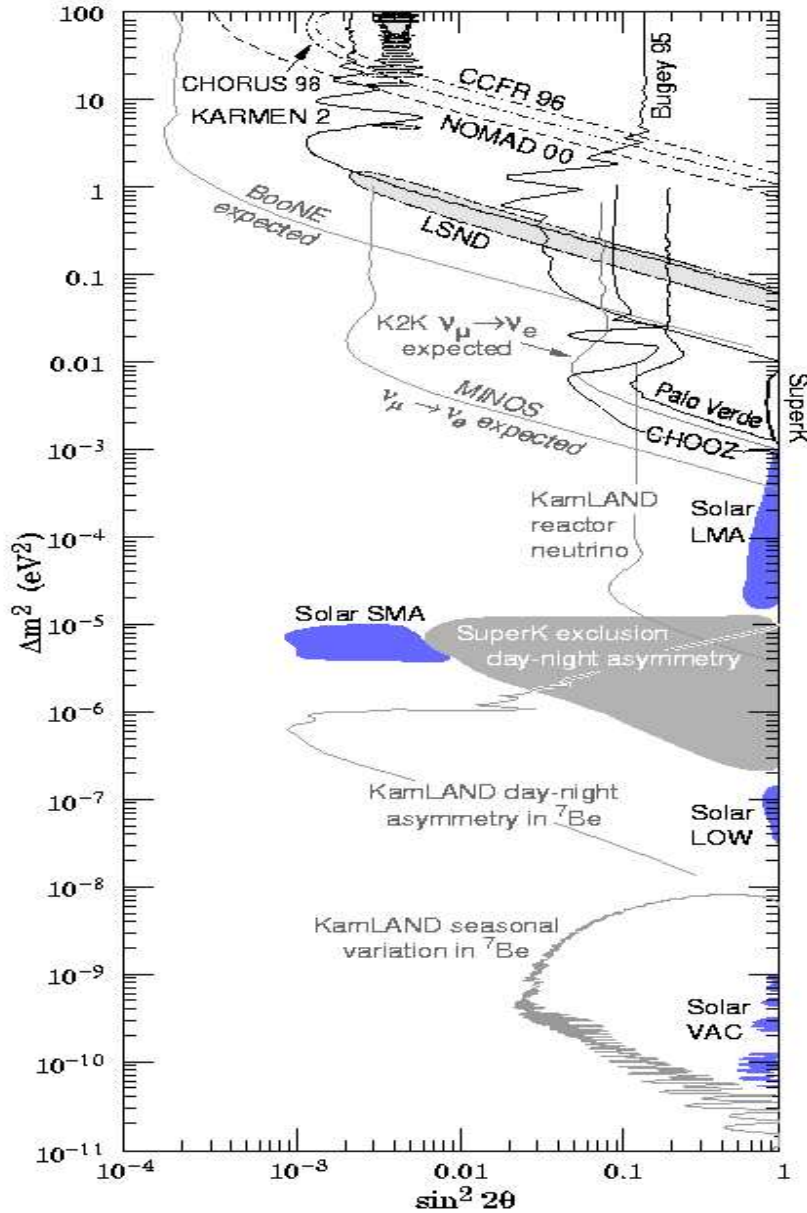 100
10
1
0.1
0.01
10⁻³
10⁻⁴
10⁻⁵
10⁻⁶
10⁻⁷
10⁻⁸
10⁻⁹
10⁻¹⁰
10⁻¹¹
Δm² (eV²)
CHORUS 98
KARMEN 2
CCFR 96
NOMAD 00
Bugey 95
BooNE
expected
LSND
K2K νμ→νe
expected
MINOS
νμ → νe expected
Palo Verde
CHOOZ
SuperK
KamLAND
reactor
neutrino
Solar
LMA
Solar SMA
SuperK exclusion
day-night asymmetry
KamLAND day-night
asymmetry in ⁷Be
Solar
LOW
KamLAND seasonal
variation in ⁷Be
Solar
VAC
10⁻⁴
10⁻³
0.01
0.1
1
sin² 2θ